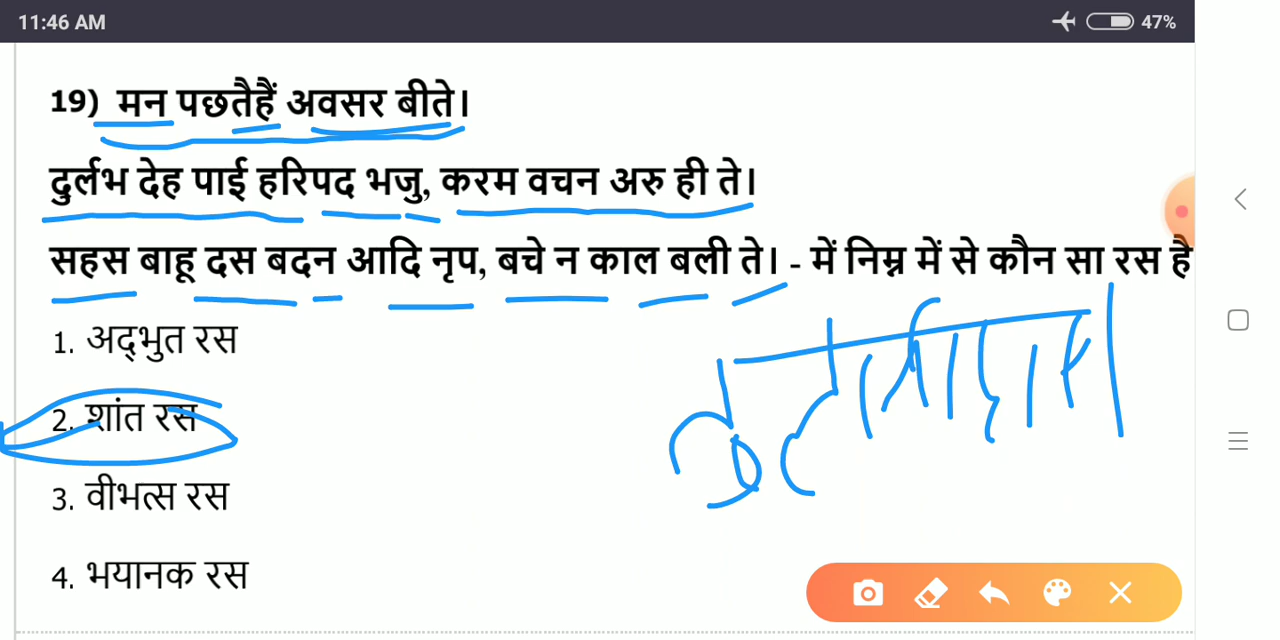 11:46 AM 47%
19) मन पछतैहैं अवसर बीते।
दुर्लभ देह पाई हरिपद भजु, करम वचन अरु ही ते।
सहस बाहू दस बदन आदि नृप, बचे न काल बली ते। - में निम्न में से कौन सा रस है
1. अद्भुत रस
2. शांत रस
3. वीभत्स रस
4. भयानक रस